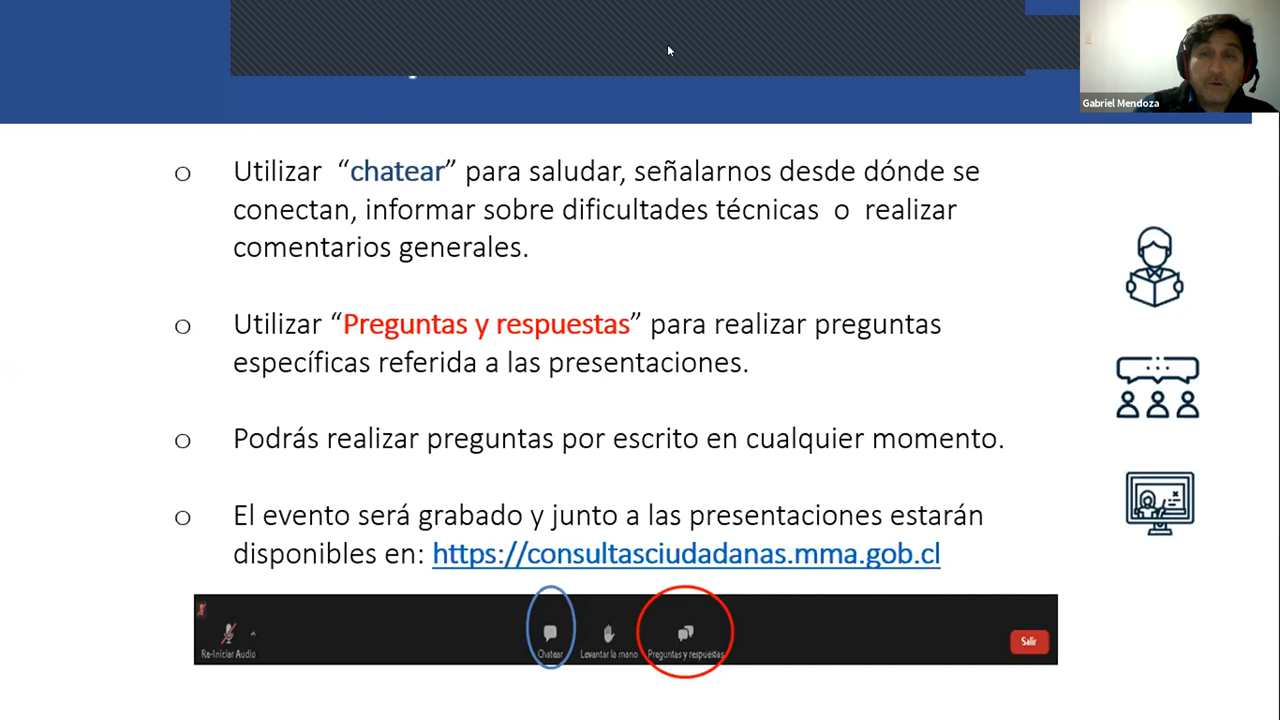 Gabriel Mendoza
o Utilizar “chatear” para saludar, señalarnos desde dónde se
conectan, informar sobre dificultades técnicas o realizar
comentarios generales.
o Utilizar “Preguntas y respuestas” para realizar preguntas
específicas referida a las presentaciones.
o Podrás realizar preguntas por escrito en cualquier momento.
o El evento será grabado y junto a las presentaciones estarán
disponibles en: https://consultasciudadanas.mma.gob.cl
Re-Iniciar Audio
Chatear
Levantar la mano
Preguntas y respuestas
Salir